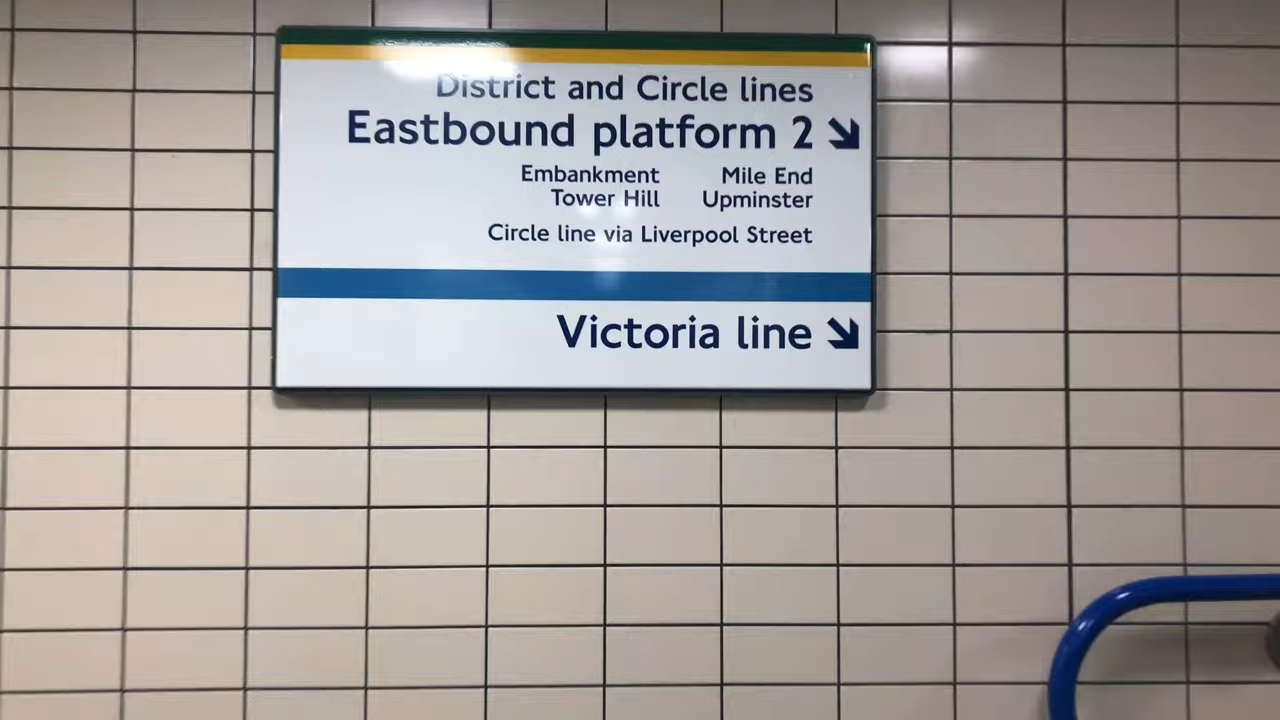 District and Circle lines
Eastbound platform 2
Embankment Mile End
Tower Hill Upminster
Circle line via Liverpool Street
Victoria line